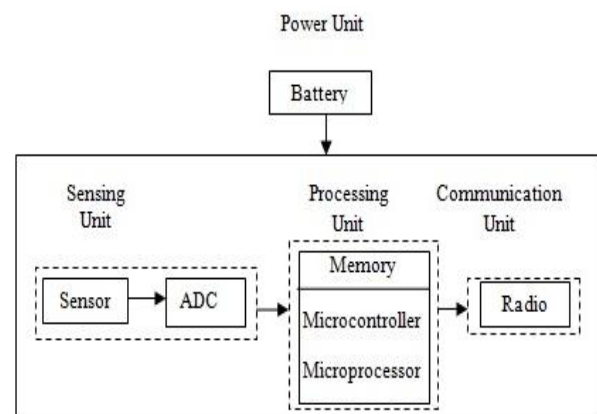 Power Unit
Battery
Sensing
Unit
Processing
Unit
Communication
Unit
Sensor
ADC
Memory
Microcontroller
Microprocessor
Radio